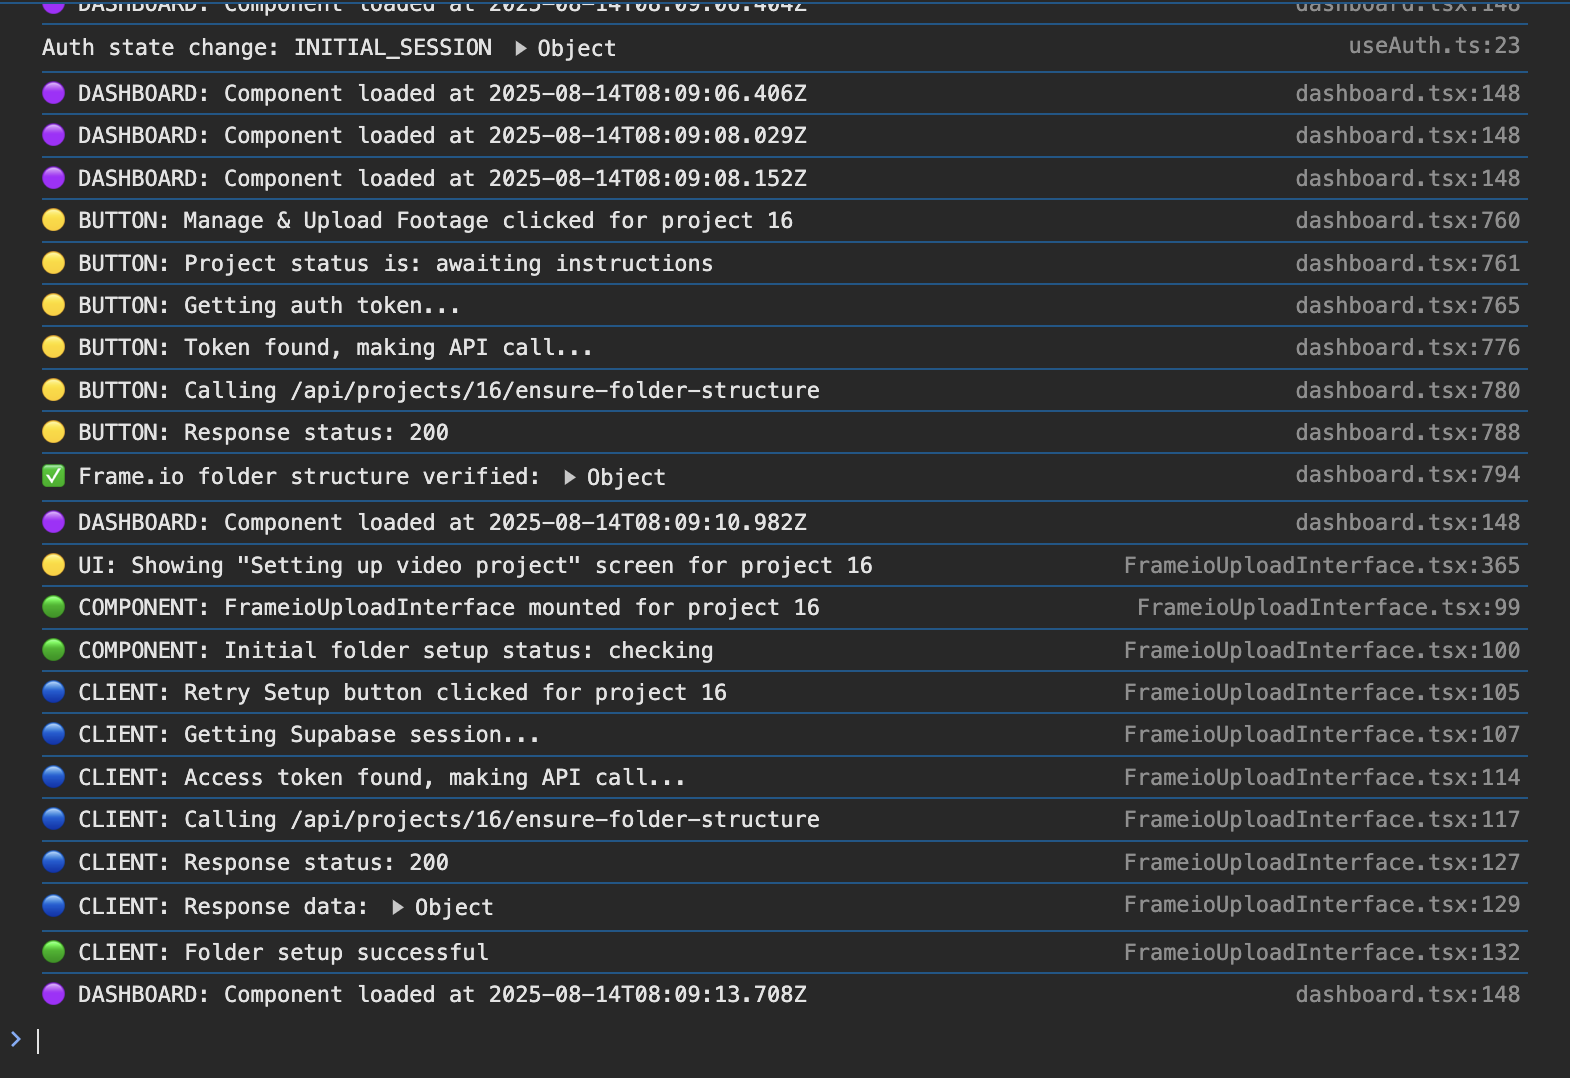 DASHBOARD: Component loaded at 2025-08-14T08:09:06.404Z dashboard.tsx:148
Auth state change: INITIAL_SESSION ▶ Object useAuth.ts:23
🟣 DASHBOARD: Component loaded at 2025-08-14T08:09:06.406Z dashboard.tsx:148
🟣 DASHBOARD: Component loaded at 2025-08-14T08:09:08.029Z dashboard.tsx:148
🟣 DASHBOARD: Component loaded at 2025-08-14T08:09:08.152Z dashboard.tsx:148
🟡 BUTTON: Manage & Upload Footage clicked for project 16 dashboard.tsx:760
🟡 BUTTON: Project status is: awaiting instructions dashboard.tsx:761
🟡 BUTTON: Getting auth token... dashboard.tsx:765
🟡 BUTTON: Token found, making API call... dashboard.tsx:776
🟡 BUTTON: Calling /api/projects/16/ensure-folder-structure dashboard.tsx:780
🟡 BUTTON: Response status: 200 dashboard.tsx:788
✅ Frame.io folder structure verified: ▶ Object dashboard.tsx:794
🟣 DASHBOARD: Component loaded at 2025-08-14T08:09:10.982Z dashboard.tsx:148
🟡 UI: Showing "Setting up video project" screen for project 16 FrameioUploadInterface.tsx:365
🟢 COMPONENT: FrameioUploadInterface mounted for project 16 FrameioUploadInterface.tsx:99
🟢 COMPONENT: Initial folder setup status: checking FrameioUploadInterface.tsx:100
🔵 CLIENT: Retry Setup button clicked for project 16 FrameioUploadInterface.tsx:105
🔵 CLIENT: Getting Supabase session... FrameioUploadInterface.tsx:107
🔵 CLIENT: Access token found, making API call... FrameioUploadInterface.tsx:114
🔵 CLIENT: Calling /api/projects/16/ensure-folder-structure FrameioUploadInterface.tsx:117
🔵 CLIENT: Response status: 200 FrameioUploadInterface.tsx:127
🔵 CLIENT: Response data: ▶ Object FrameioUploadInterface.tsx:129
🟢 CLIENT: Folder setup successful FrameioUploadInterface.tsx:132
🟣 DASHBOARD: Component loaded at 2025-08-14T08:09:13.708Z dashboard.tsx:148